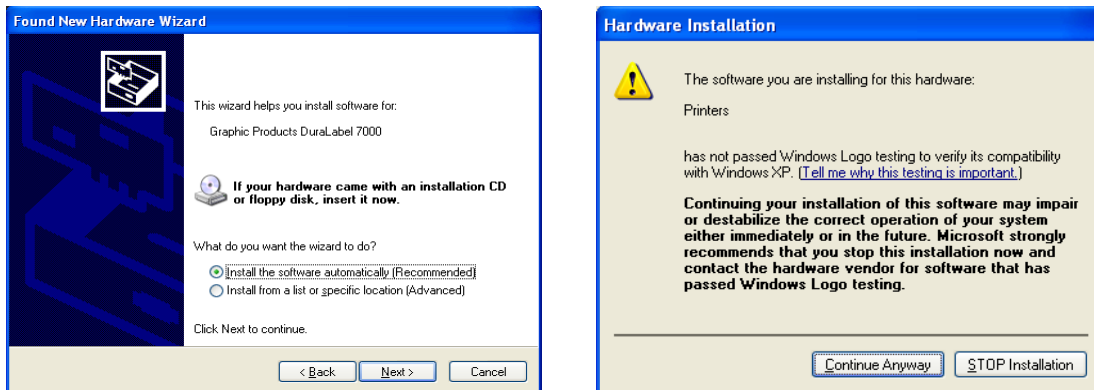 Found New Hardware Wizard
This wizard helps you install software for:
Graphic Products DuraLabel 7000
If your hardware came with an installation CD
or floppy disk, insert it now.
What do you want the wizard to do?
Install the software automatically (Recommended)
Install from a list or specific location (Advanced)
Click Next to continue.
< Back
Next >
Cancel
Hardware Installation
The software you are installing for this hardware:
Printers
has not passed Windows Logo testing to verify its compatibility
with Windows XP. (Tell me why this testing is important.)
Continuing your installation of this software may impair
or destabilize the correct operation of your system
either immediately or in the future. Microsoft strongly
recommends that you stop this installation now and
contact the hardware vendor for software that has
passed Windows Logo testing.
Continue Anyway
STOP Installation